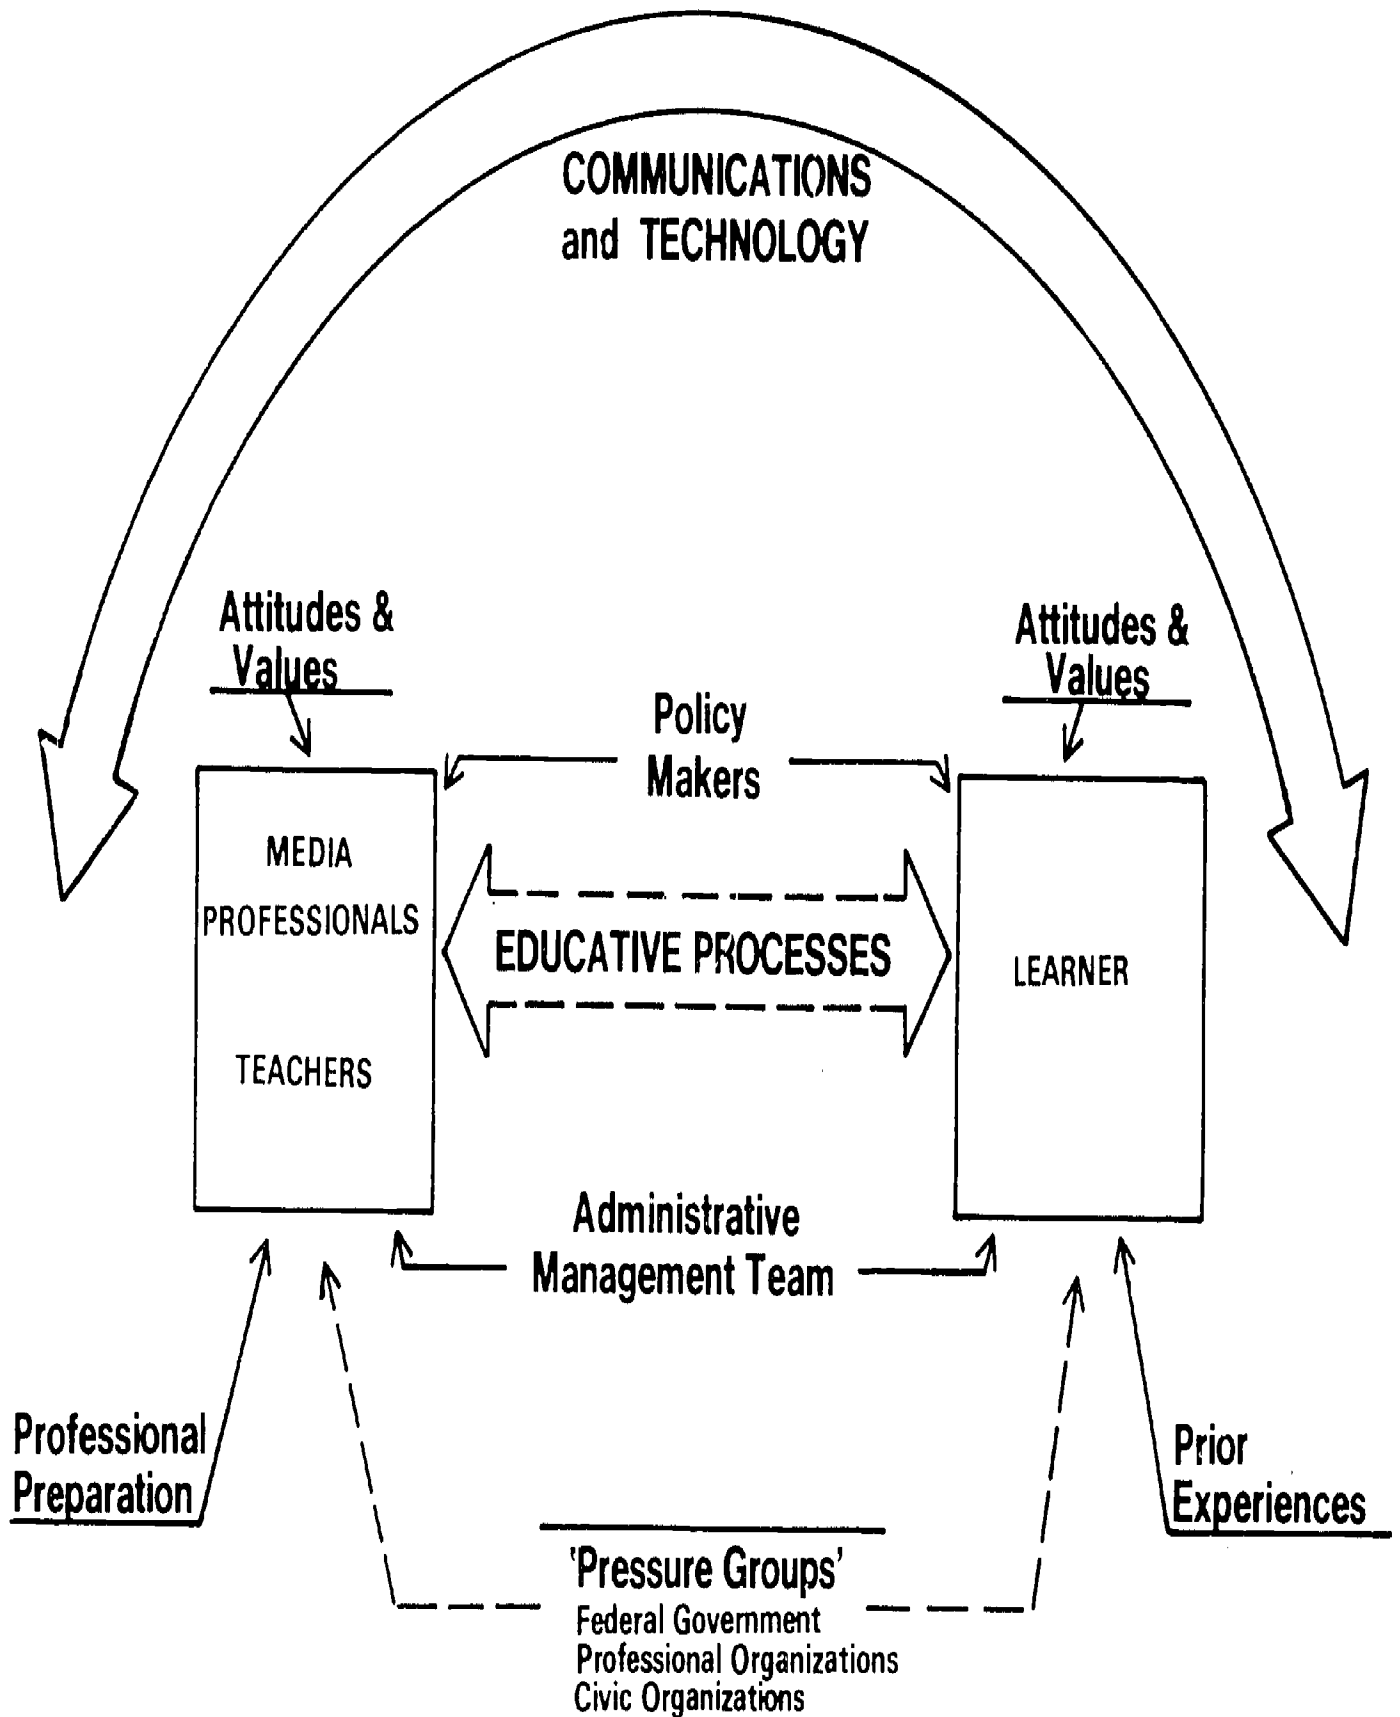 COMMUNICATIONS
and TECHNOLOGY
Attitudes &
Values
Attitudes &
Values
Policy
Makers
MEDIA
PROFESSIONALS
TEACHERS
EDUCATIVE PROCESSES
LEARNER
Administrative
Management Team
Professional
Preparation
Prior
Experiences
'Pressure Groups'
Federal Government
Professional Organizations
Civic Organizations